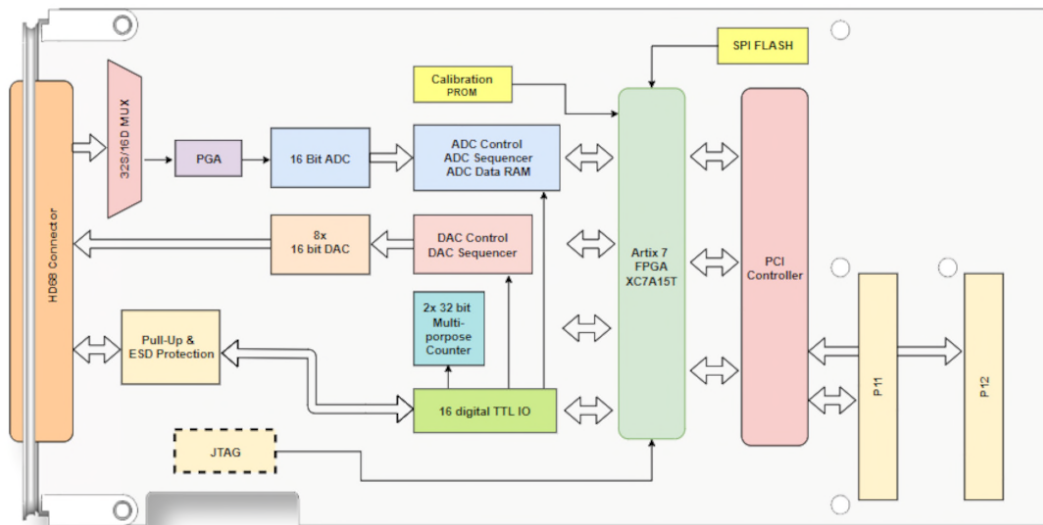 SPI FLASH
Calibration
PROM
HD68 Connector
32S/16D MUX
PGA
16 Bit ADC
ADC Control
ADC Sequencer
ADC Data RAM
8x
16 bit DAC
DAC Control
DAC Sequencer
Artix 7
FPGA
XC7A15T
PCI
Controller
2x 32 bit
Multi-
porpose
Counter
Pull-Up &
ESD Protection
16 digital TTL IO
JTAG
P11
P12